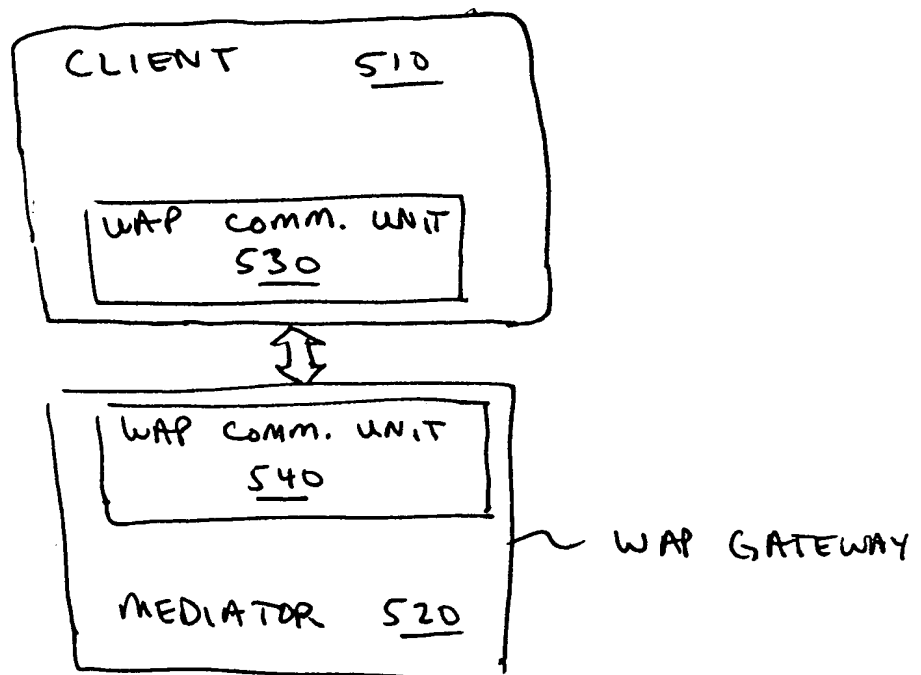 CLIENT 510
WAP COMM. UNIT
530
WAP COMM. UNIT
540
WAP GATEWAY
MEDIATOR 520